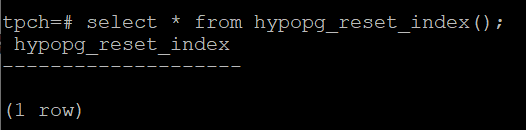 tpch=# select * from hypopg_reset_index();
 hypopg_reset_index
--------------------
(1 row)